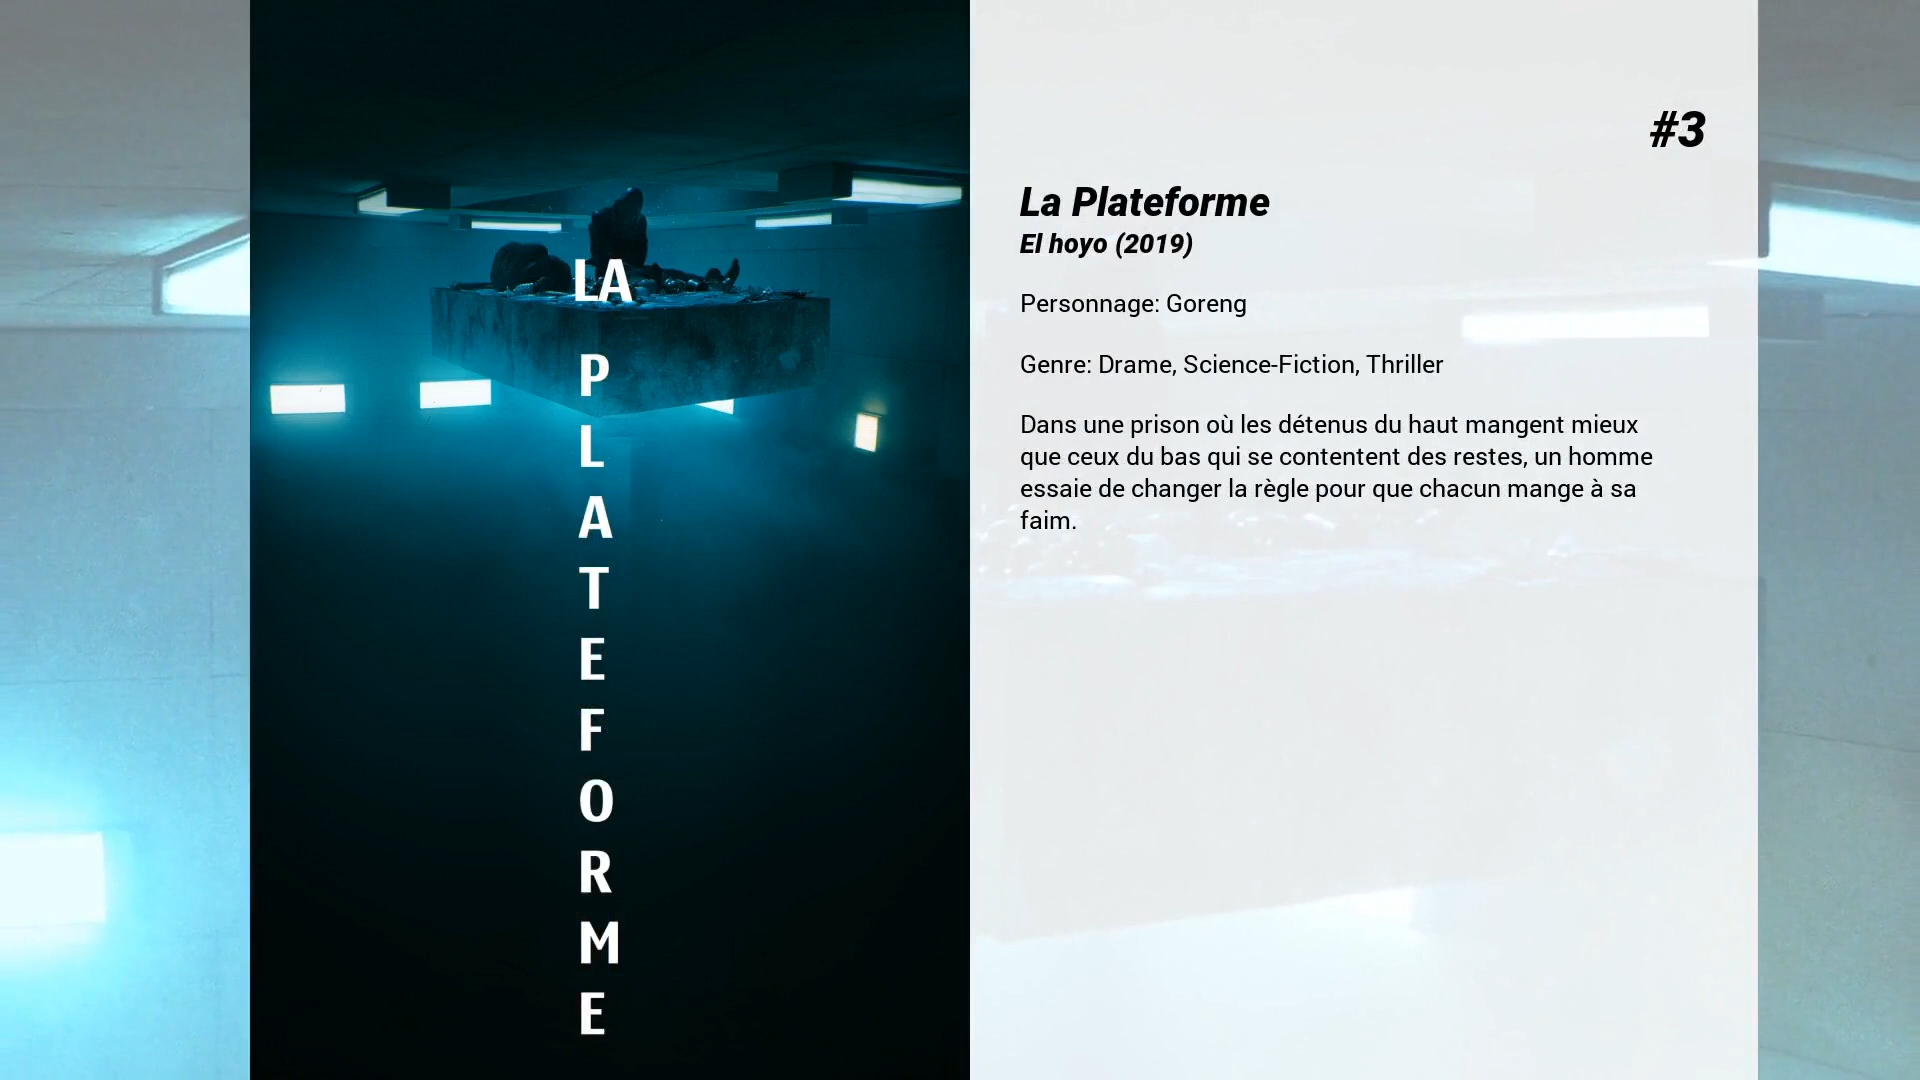 LA
P
L
A
T
E
F
O
R
M
E
#3
La Plateforme
El hoyo (2019)
Personnage: Goreng
Genre: Drame, Science-Fiction, Thriller
Dans une prison où les détenus du haut mangent mieux
que ceux du bas qui se contentent des restes, un homme
essaie de changer la règle pour que chacun mange à sa
faim.